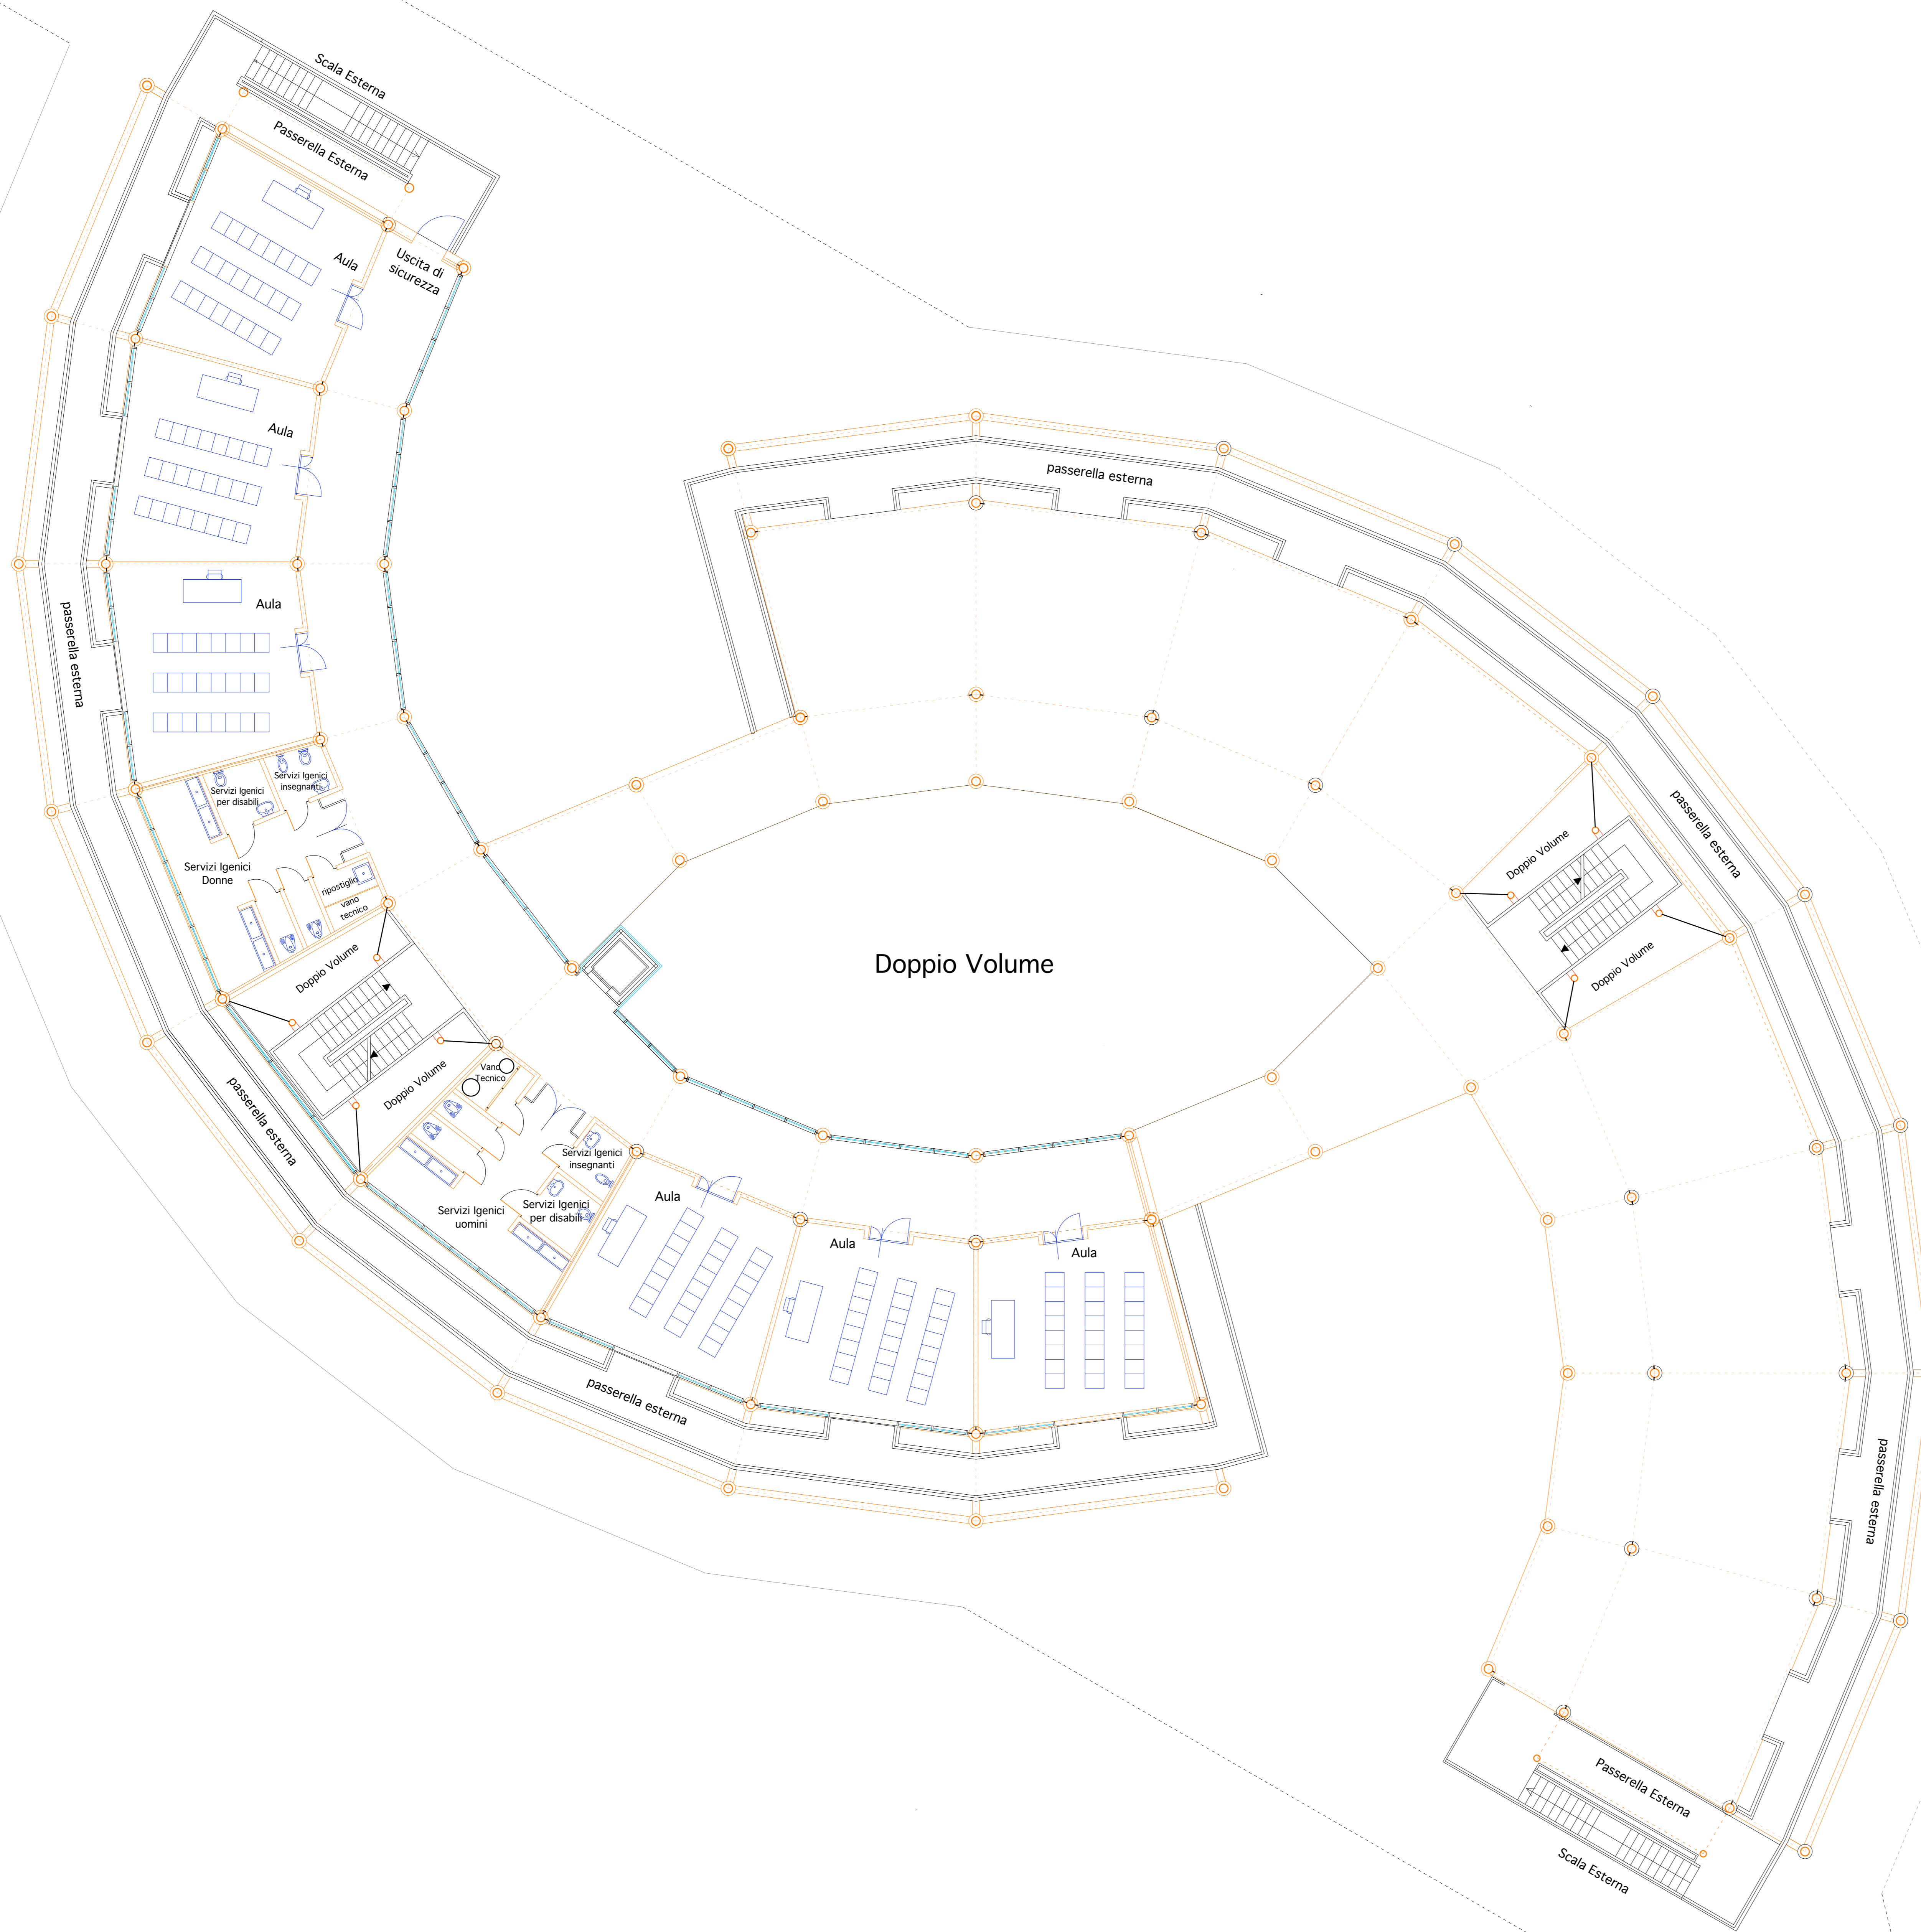 Scala Esterna
Passerella Esterna
Aula
Uscita di
sicurezza
Aula
passerella esterna
Aula
passerella esterna
Servizi Igenici
insegnanti
Servizi Igenici
per disabili
passerella esterna
Servizi Igenici
Donne
ripostiglio
vano
tecnico
Doppio Volume
Doppio Volume
Doppio Volume
Doppio Volume
Vano
Tecnico
Doppio Volume
passerella esterna
Servizi Igenici
insegnanti
Aula
Servizi Igenici
per disabili
Servizi Igenici
uomini
Aula
Aula
passerella esterna
passerella esterna
Passerella Esterna
Scala Esterna